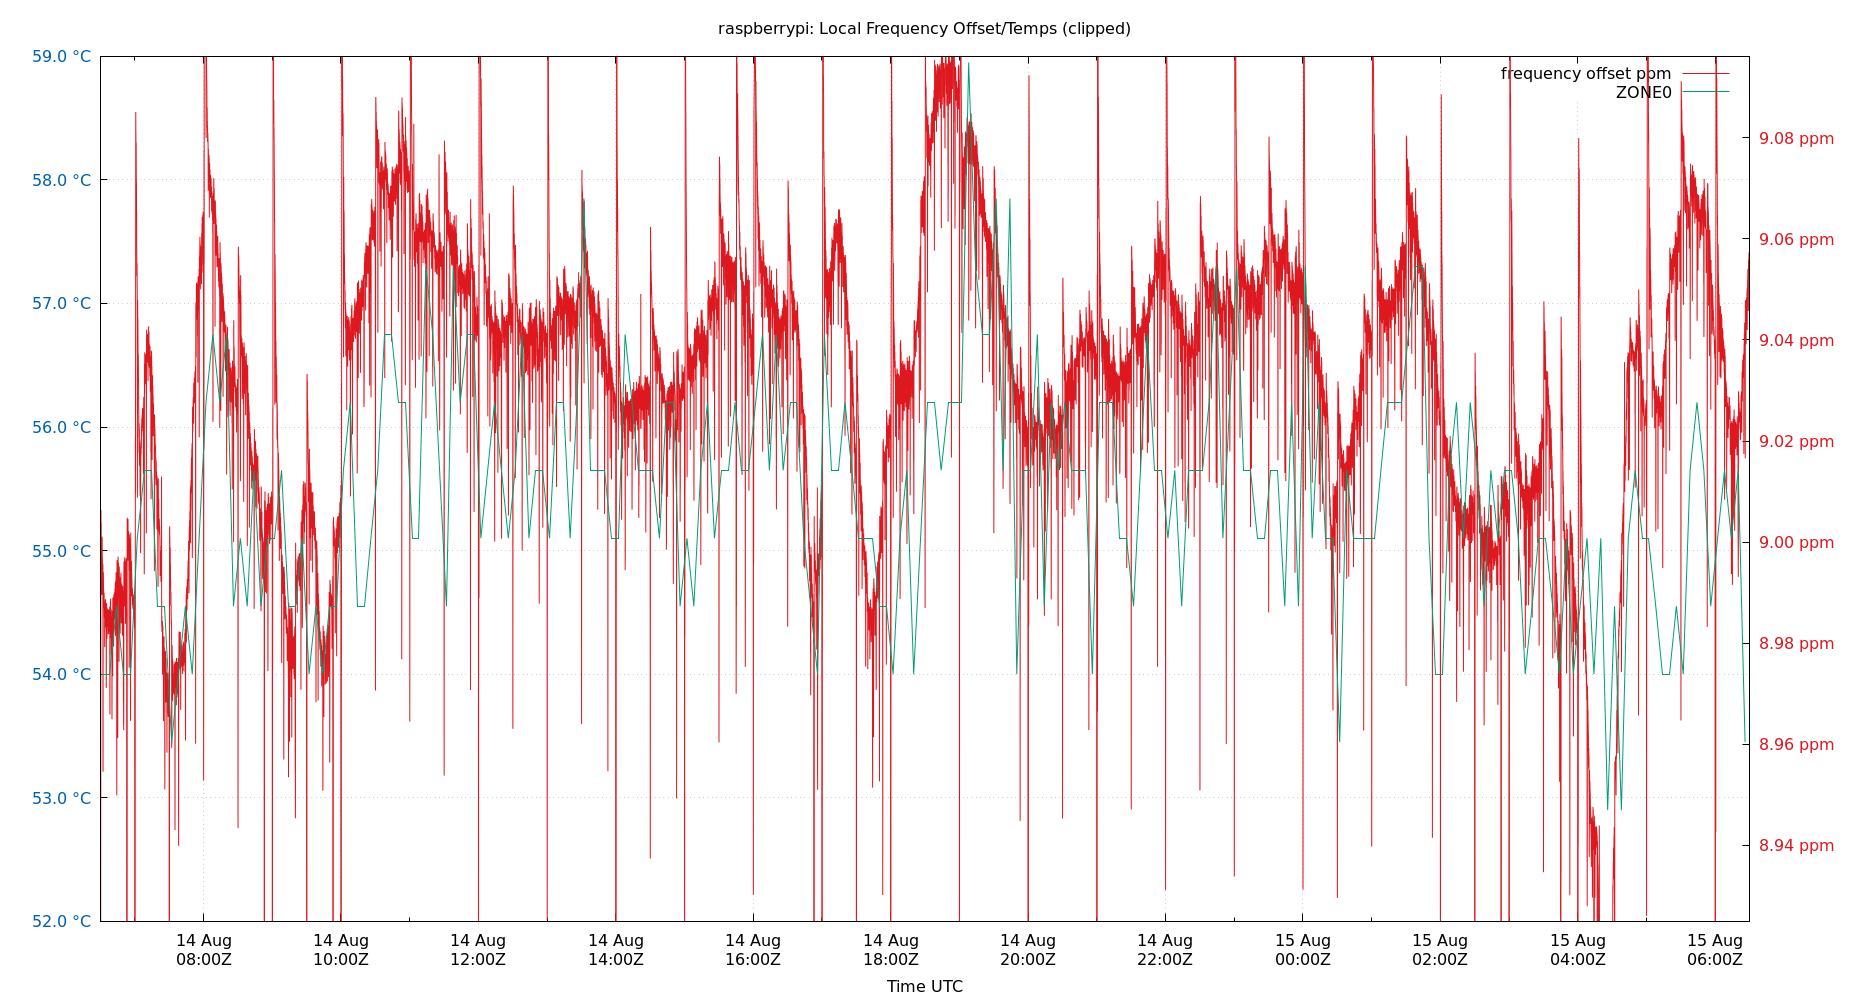 raspberrypi: Local Frequency Offset/Temps (clipped)
59.0 °C
58.0 °C
57.0 °C
56.0 °C
55.0 °C
54.0 °C
53.0 °C
52.0 °C
frequency offset ppm
ZONE0
9.08 ppm
9.06 ppm
9.04 ppm
9.02 ppm
9.00 ppm
8.98 ppm
8.96 ppm
8.94 ppm
14 Aug
08:00Z
14 Aug
10:00Z
14 Aug
12:00Z
14 Aug
14:00Z
14 Aug
16:00Z
14 Aug
18:00Z
14 Aug
20:00Z
14 Aug
22:00Z
15 Aug
00:00Z
15 Aug
02:00Z
15 Aug
04:00Z
15 Aug
06:00Z
Time UTC